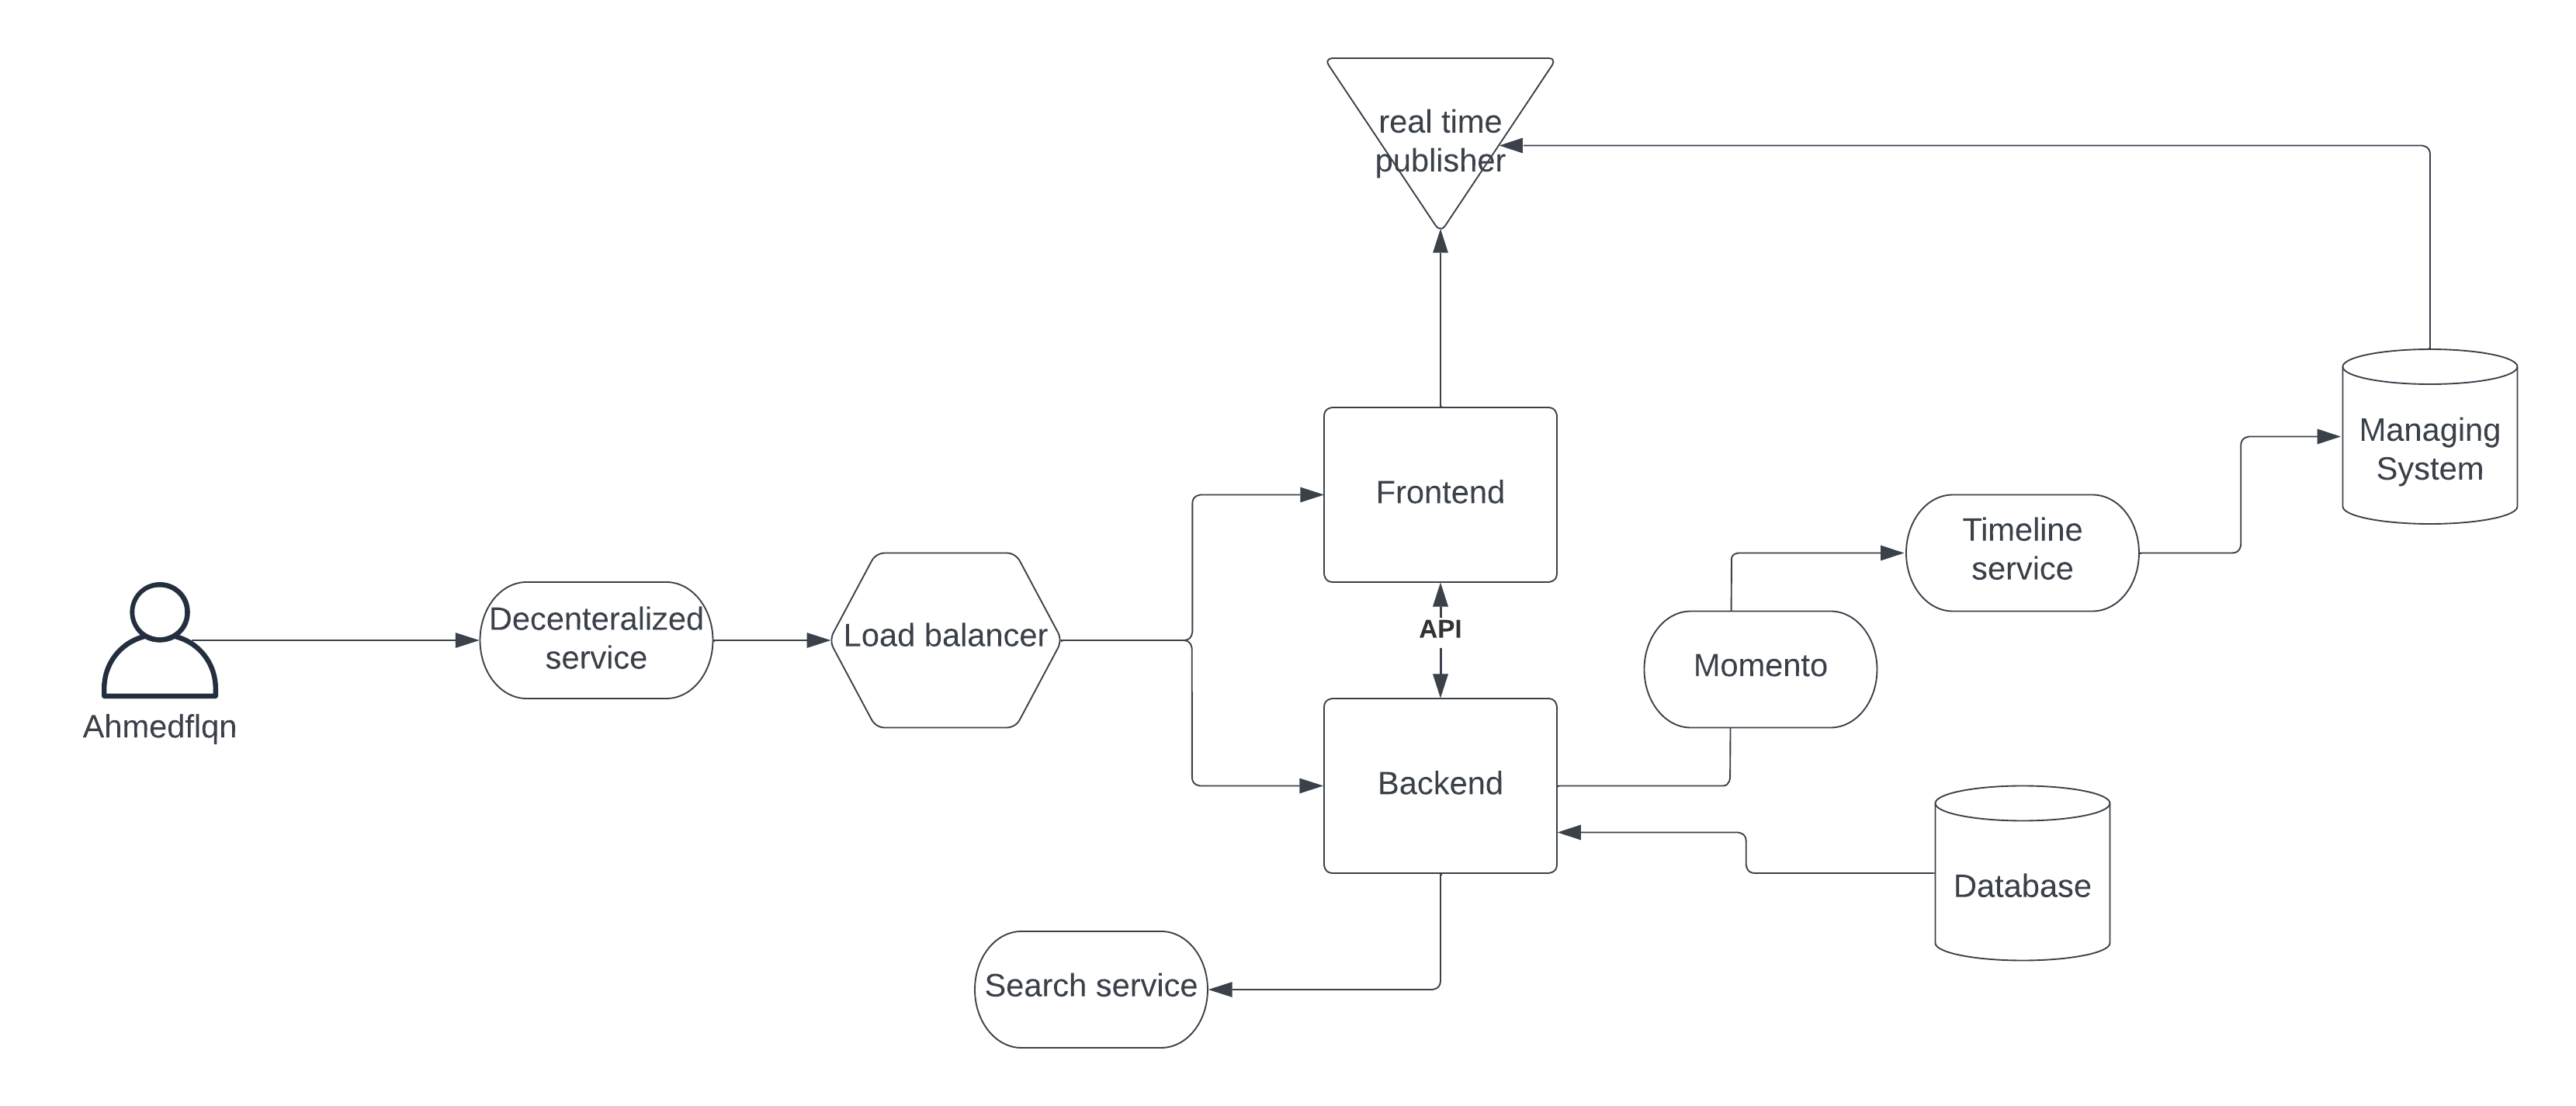 real time
publisher
Frontend
Managing
System
Timeline
service
Decenteralized
service
Load balancer
API
Momento
Ahmedflqn
Backend
Database
Search service